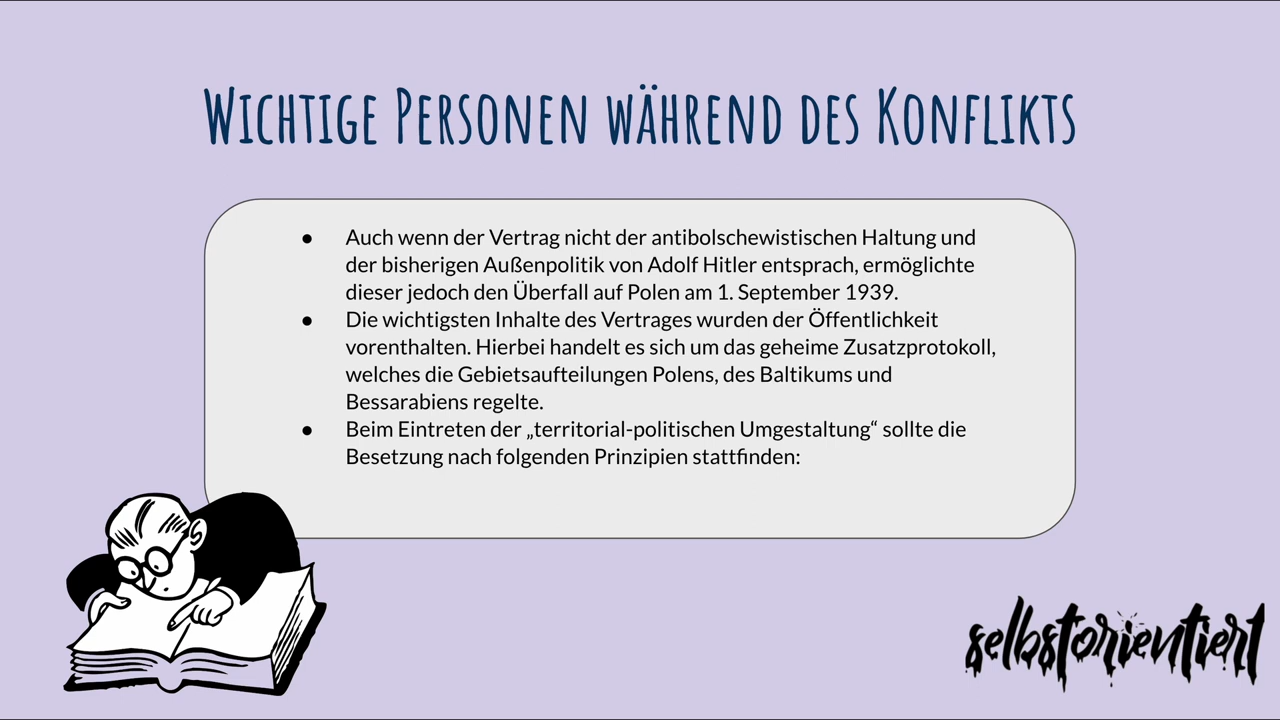 Wichtige Personen während des Konflikts
● Auch wenn der Vertrag nicht der antibolschewistischen Haltung und
der bisherigen Außenpolitik von Adolf Hitler entsprach, ermöglichte
dieser jedoch den Überfall auf Polen am 1. September 1939.
● Die wichtigsten Inhalte des Vertrages wurden der Öffentlichkeit
vorenthalten. Hierbei handelt es sich um das geheime Zusatzprotokoll,
welches die Gebietsaufteilungen Polens, des Baltikums und
Bessarabiens regelte.
● Beim Eintreten der „territorial-politischen Umgestaltung“ sollte die
Besetzung nach folgenden Prinzipien stattfinden:
selbstorientiert